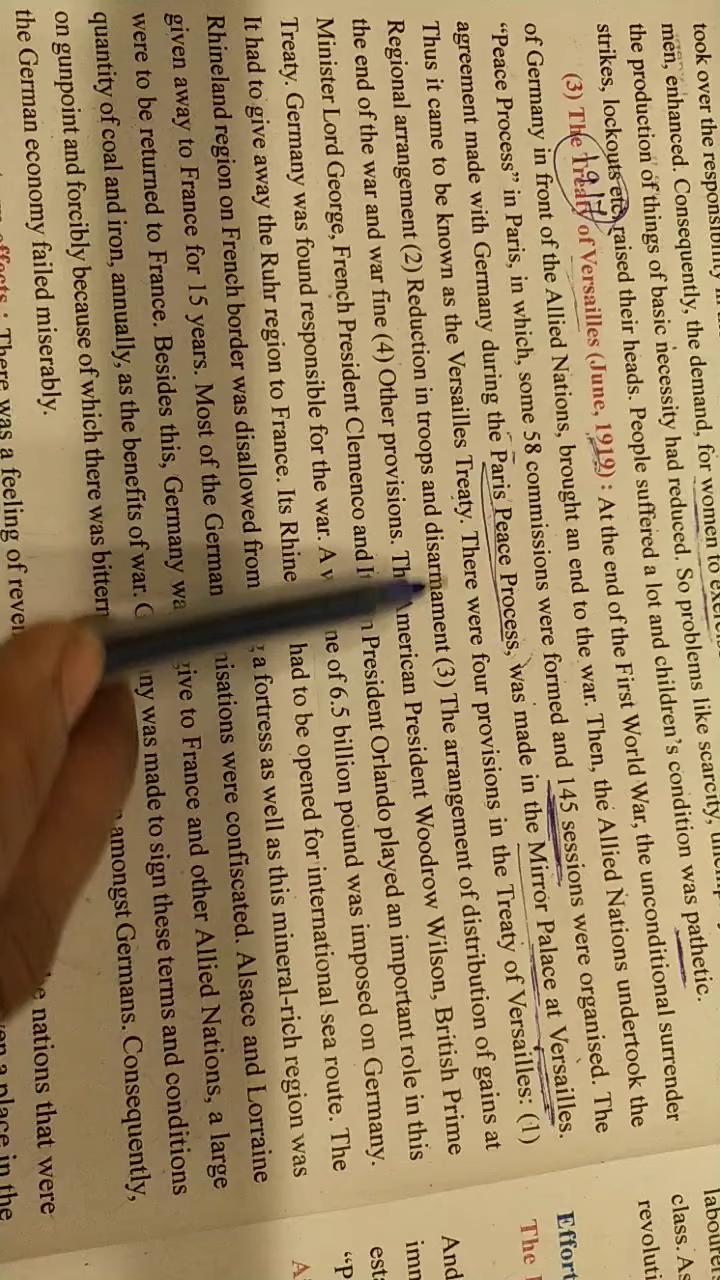 took over the
men, enhanced. Consequently, the demand, for women to
the production of things of basic necessity had reduced. So problems like scarcity,
strikes, lockouts etc, raised their heads. People suffered a lot and children's condition was pathetic.
(3) The Treaty of Versailles (June, 1919) : At the end of the First World War, the unconditional surrender
of Germany in front of the Allied Nations, brought an end to the war. Then, the Allied Nations undertook the
"Peace Process" in Paris, in which, some 58 commissions were formed and 145 sessions were organised. The
agreement made with Germany during the Paris Peace Process, was made in the Mirror Palace at Versailles.
Thus it came to be known as the Versailles Treaty. There were four provisions in the Treaty of Versailles: (1)
Regional arrangement (2) Reduction in troops and disarmament (3) The arrangement of distribution of gains at
the end of the war and war fine (4) Other provisions. The American President Woodrow Wilson, British Prime
Minister Lord George, French President Clemenco and President Orlando played an important role in this
Treaty. Germany was found responsible for the war. A of 6.5 billion pound was imposed on Germany.
It had to give away the Ruhr region to France. Its Rhine had to be opened for international sea route. The
Rhineland region on French border was disallowed from a fortress as well as this mineral-rich region was
given away to France for 15 years. Most of the German were confiscated. Alsace and Lorraine
were to be returned to France. Besides this, Germany to France and other Allied Nations, a large
quantity of coal and iron, annually, as the benefits of war. was made to sign these terms and conditions
on gunpoint and forcibly because of which there was amongst Germans. Consequently,
the German economy failed miserably.
: There was a feeling of
nations that were
a place in the
class. As
Effort
The
And